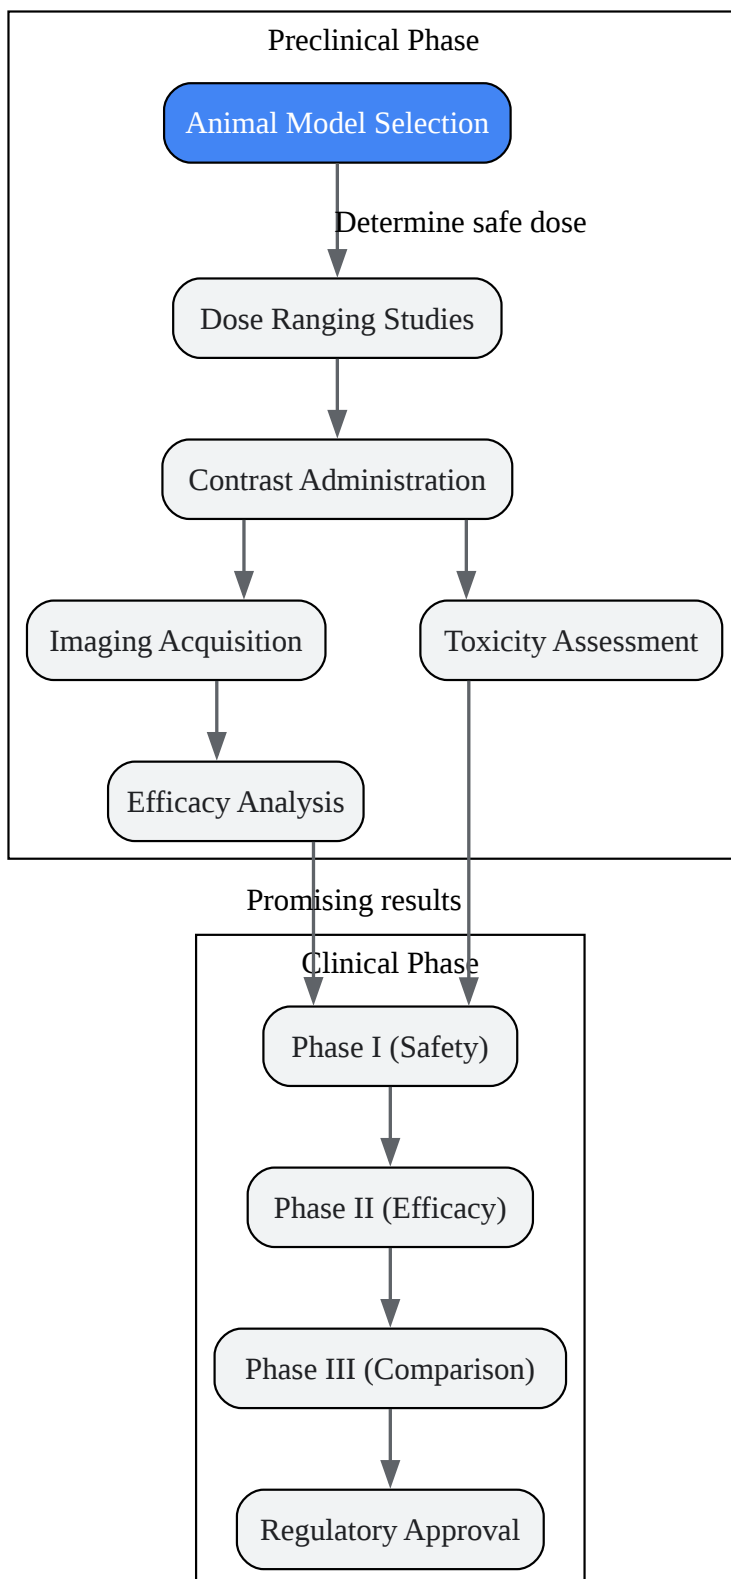 Preclinical Phase
Animal Model Selection
Determine safe dose
Dose Ranging Studies
Contrast Administration
Imaging Acquisition
Toxicity Assessment
Efficacy Analysis
Promising results
Clinical Phase
Phase I (Safety)
Phase II (Efficacy)
Phase III (Comparison)
Regulatory Approval